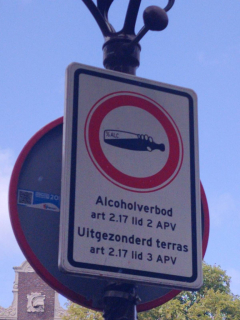 Alcoholverbod
art 2.17 lid 2 APV
Uitgezonderd terras
art 2.17 lid 3 APV